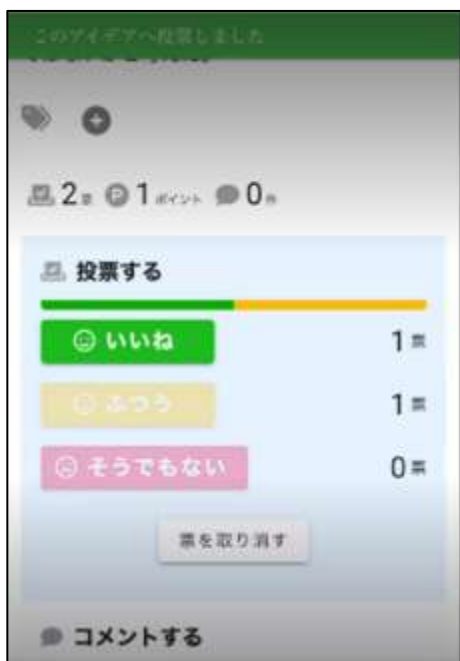 このアイデアへ投票しました
2票 1ポイント 0件
投票する
いいね 1票
ふつう 1票
そうでもない 0票
票を取り消す
コメントする